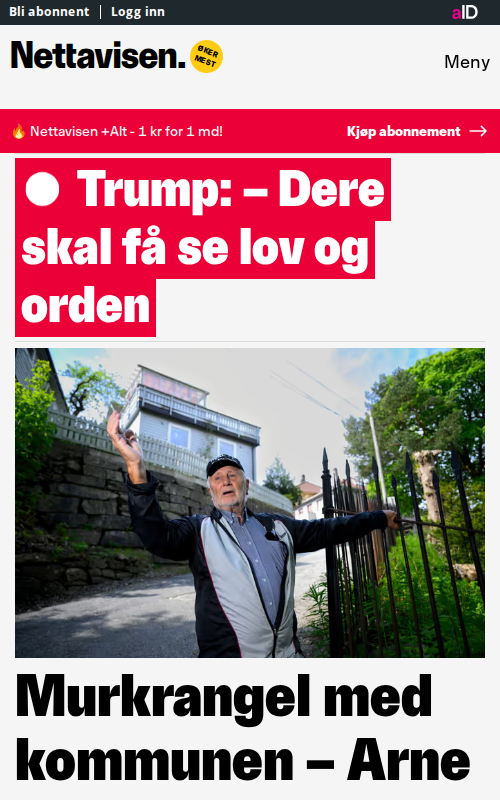 Bli abonnent | Logg inn
aID
Nettavisen.
ØKER
MEST
Meny
Nettavisen +Alt - 1 kr for 1 md!
Kjøp abonnement
Trump: – Dere
skal få se lov og
orden
Murkrangel med
kommunen – Arne